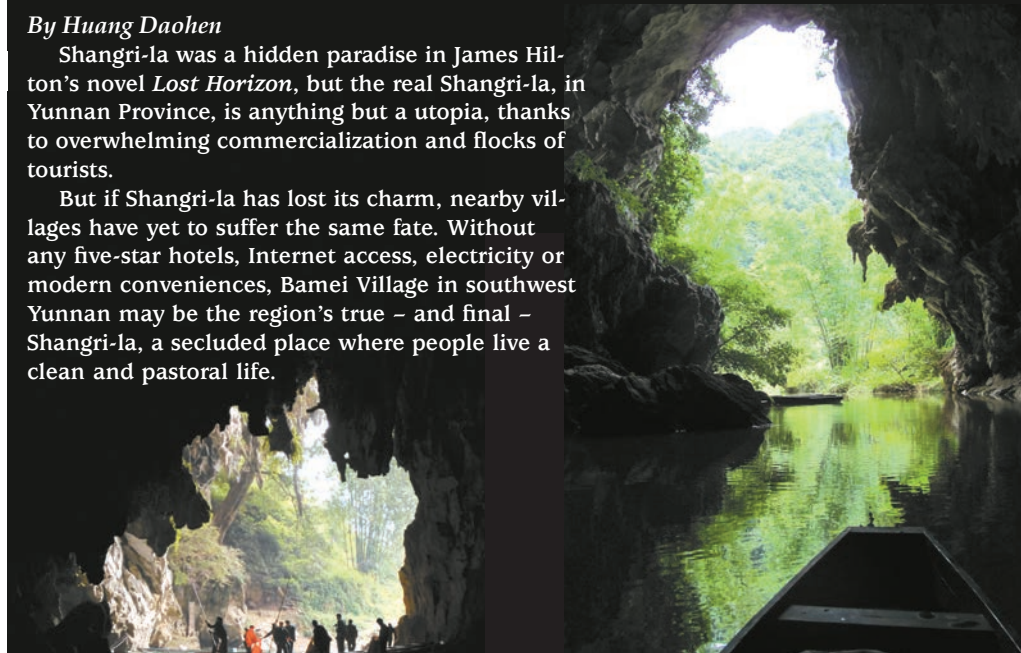 By Huang Daohen
Shangri-la was a hidden paradise in James Hil-
ton's novel Lost Horizon, but the real Shangri-la, in
Yunnan Province, is anything but a utopia, thanks
to overwhelming commercialization and flocks of
tourists.
But if Shangri-la has lost its charm, nearby vil-
lages have yet to suffer the same fate. Without
any five-star hotels, Internet access, electricity or
modern conveniences, Bamei Village in southwest
Yunnan may be the region's true – and final –
Shangri-la, a secluded place where people live a
clean and pastoral life.